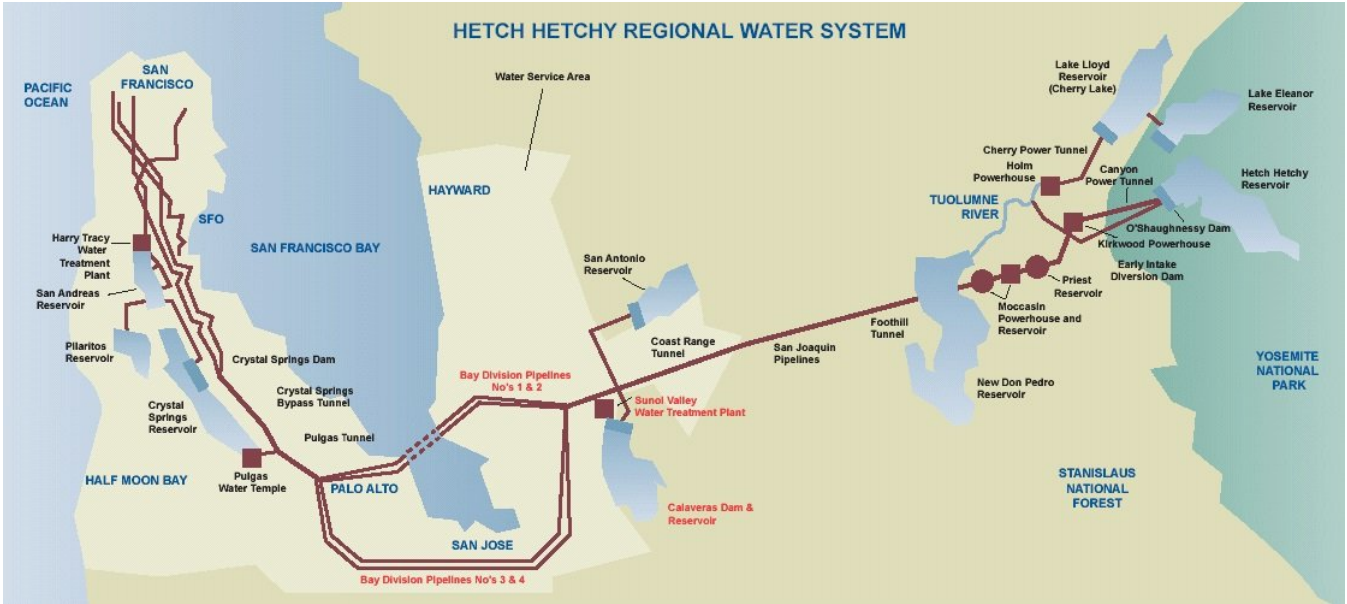 HETCH HETCHY REGIONAL WATER SYSTEM
PACIFIC
OCEAN
SAN
FRANCISCO
Water Service Area
Lake Lloyd
Reservoir
(Cherry Lake)
Lake Eleanor
Reservoir
Cherry Power Tunnel
Holm
Powerhouse
Canyon
Power Tunnel
Hetch Hetchy
Reservoir
HAYWARD
TUOLUMNE
RIVER
SFO
O'Shaughnessy Dam
Kirkwood Powerhouse
Harry Tracy
Water
Treatment
Plant
SAN FRANCISCO BAY
San Antonio
Reservoir
Early Intake
Diversion Dam
Priest
Reservoir
San Andreas
Reservoir
Moccasin
Powerhouse and
Reservoir
Foothill
Tunnel
Coast Range
Tunnel
San Joaquin
Pipelines
Pilaritos
Reservoir
Crystal Springs Dam
YOSEMITE
NATIONAL
PARK
Bay Division Pipelines
No's 1 & 2
Crystal Springs
Bypass Tunnel
New Don Pedro
Reservoir
Crystal
Springs
Reservoir
Sunol Valley
Water Treatment Plant
Pulgas Tunnel
HALF MOON BAY
Pulgas
Water Temple
PALO ALTO
STANISLAUS
NATIONAL
FOREST
Calaveras Dam &
Reservoir
SAN JOSE
Bay Division Pipelines No's 3 & 4